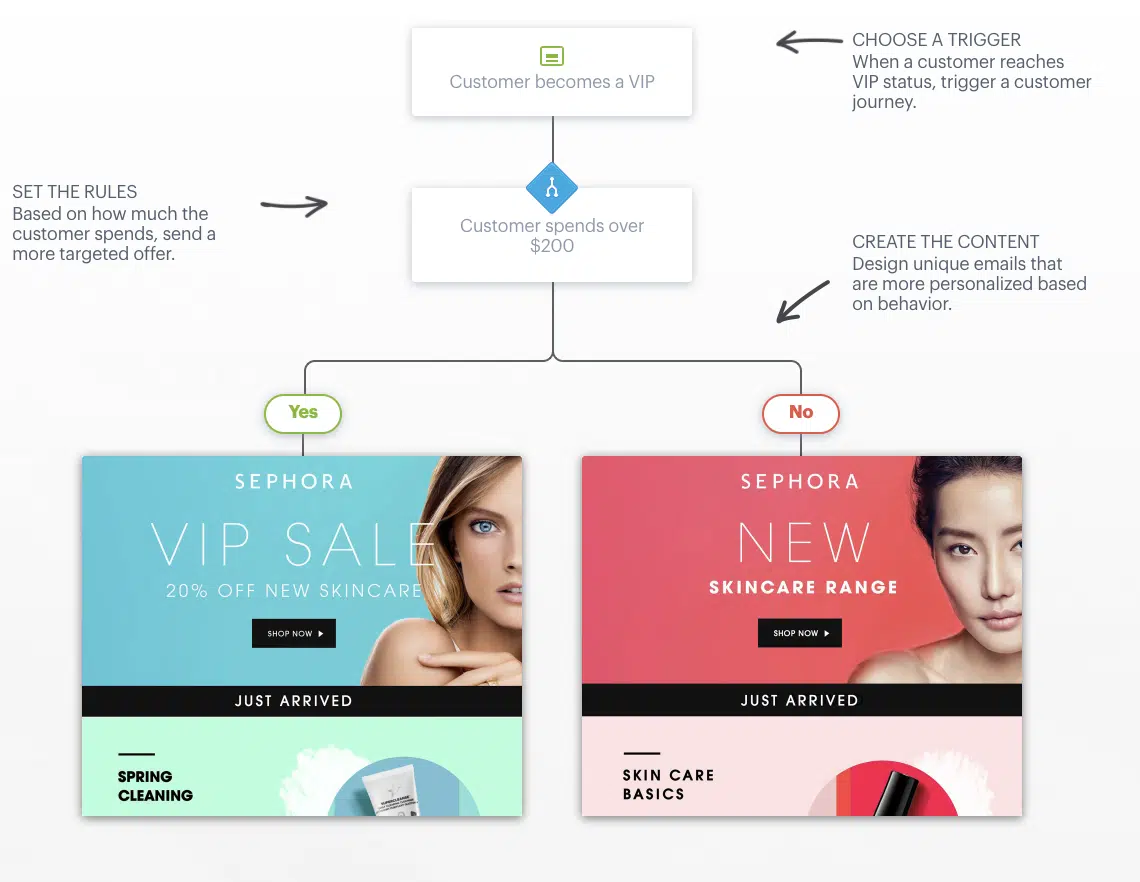 CHOOSE A TRIGGER
When a customer reaches
VIP status, trigger a customer
journey.
Customer becomes a VIP
SET THE RULES
Based on how much the
customer spends, send a
more targeted offer.
Customer spends over
$200
CREATE THE CONTENT
Design unique emails that
are more personalized based
on behavior.
Yes
No
SEPHORA
VIP SALE
20% OFF NEW SKINCARE
SHOP NOW
JUST ARRIVED
SPRING
CLEANING
SEPHORA
NEW
SKINCARE RANGE
SHOP NOW
JUST ARRIVED
SKIN CARE
BASICS